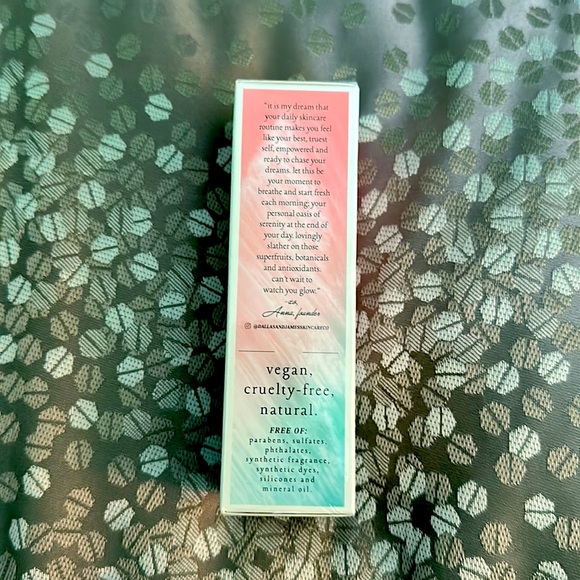 "it is my dream that
your daily skincare
routine makes you feel
like your best, truest
self, empowered and
ready to chase your
dreams. let this be
your moment to
breathe and start fresh
each morning; your
personal oasis of
serenity at the end of
your day. lovingly
slather on those
superfruits, botanicals
and antioxidants.
can't wait to
watch you glow."
-xo,
Anna, founder
@DALLASANDJAMESSKINCARECO
vegan,
cruelty-free,
natural.
FREE OF:
parabens, sulfates,
phthalates,
synthetic fragrance,
synthetic dyes,
silicones and
mineral oil.